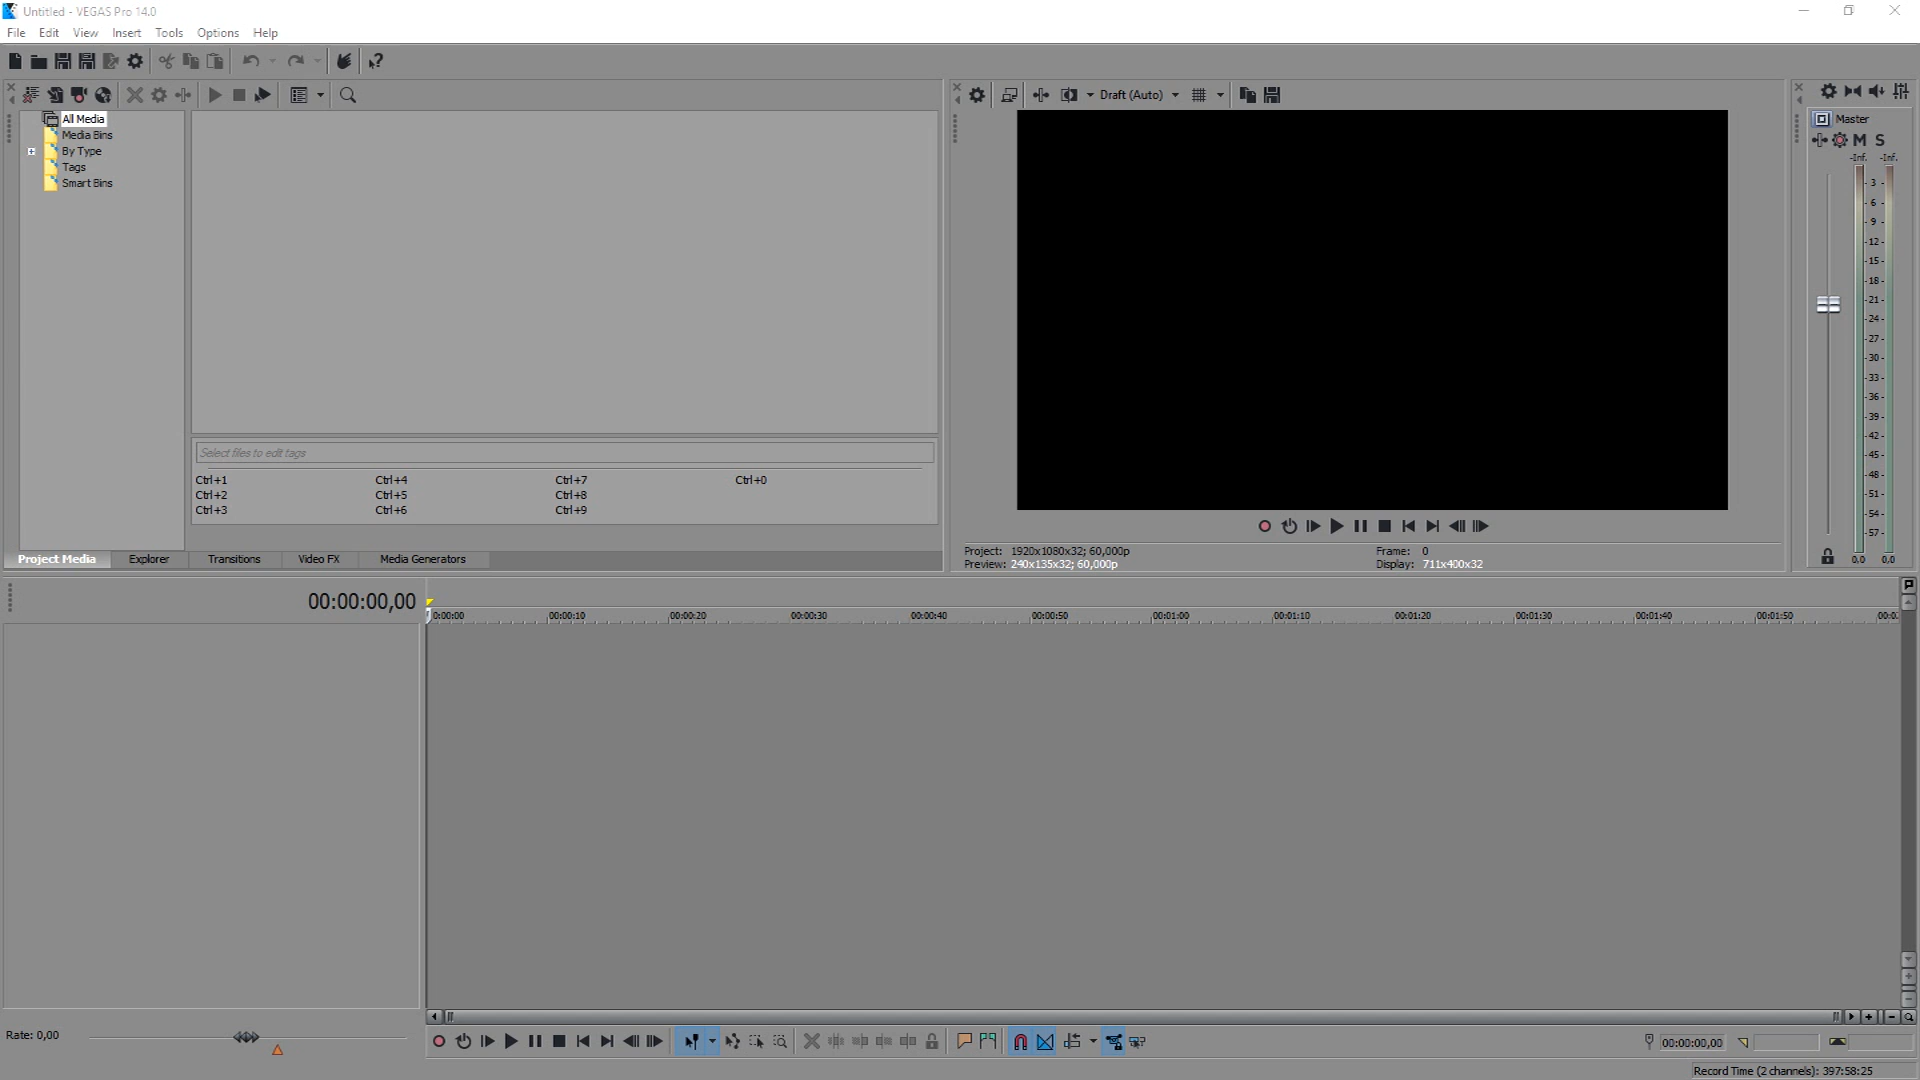 Untitled - VEGAS Pro 14.0
File Edit View Insert Tools Options Help
Draft (Auto)
All Media
Media Bins
By Type
Tags
Smart Bins
Select files to edit tags
Ctrl+1 Ctrl+4 Ctrl+7 Ctrl+0
Ctrl+2 Ctrl+5 Ctrl+8
Ctrl+3 Ctrl+6 Ctrl+9
Project Media Explorer Transitions Video FX Media Generators
Project: 1920x1080x32; 60,000p Frame: 0
Preview: 240x135x32; 60,000p Display: 711x400x32
Master
M S
-Inf. -Inf.
- 3 -
- 6 -
- 9 -
-12-
-15-
-18-
-21-
-24-
-27-
-30-
-33-
-36-
-39-
-42-
-45-
-48-
-51-
-54-
-57-
0,0 0,0
00:00:00,00
0:00:00 00:00:10 00:00:20 00:00:30 00:00:40 00:00:50 00:01:00 00:01:10 00:01:20 00:01:30 00:01:40 00:01:50 00:0
Rate: 0,00
00:00:00,00
Record Time (2 channels): 397:58:25